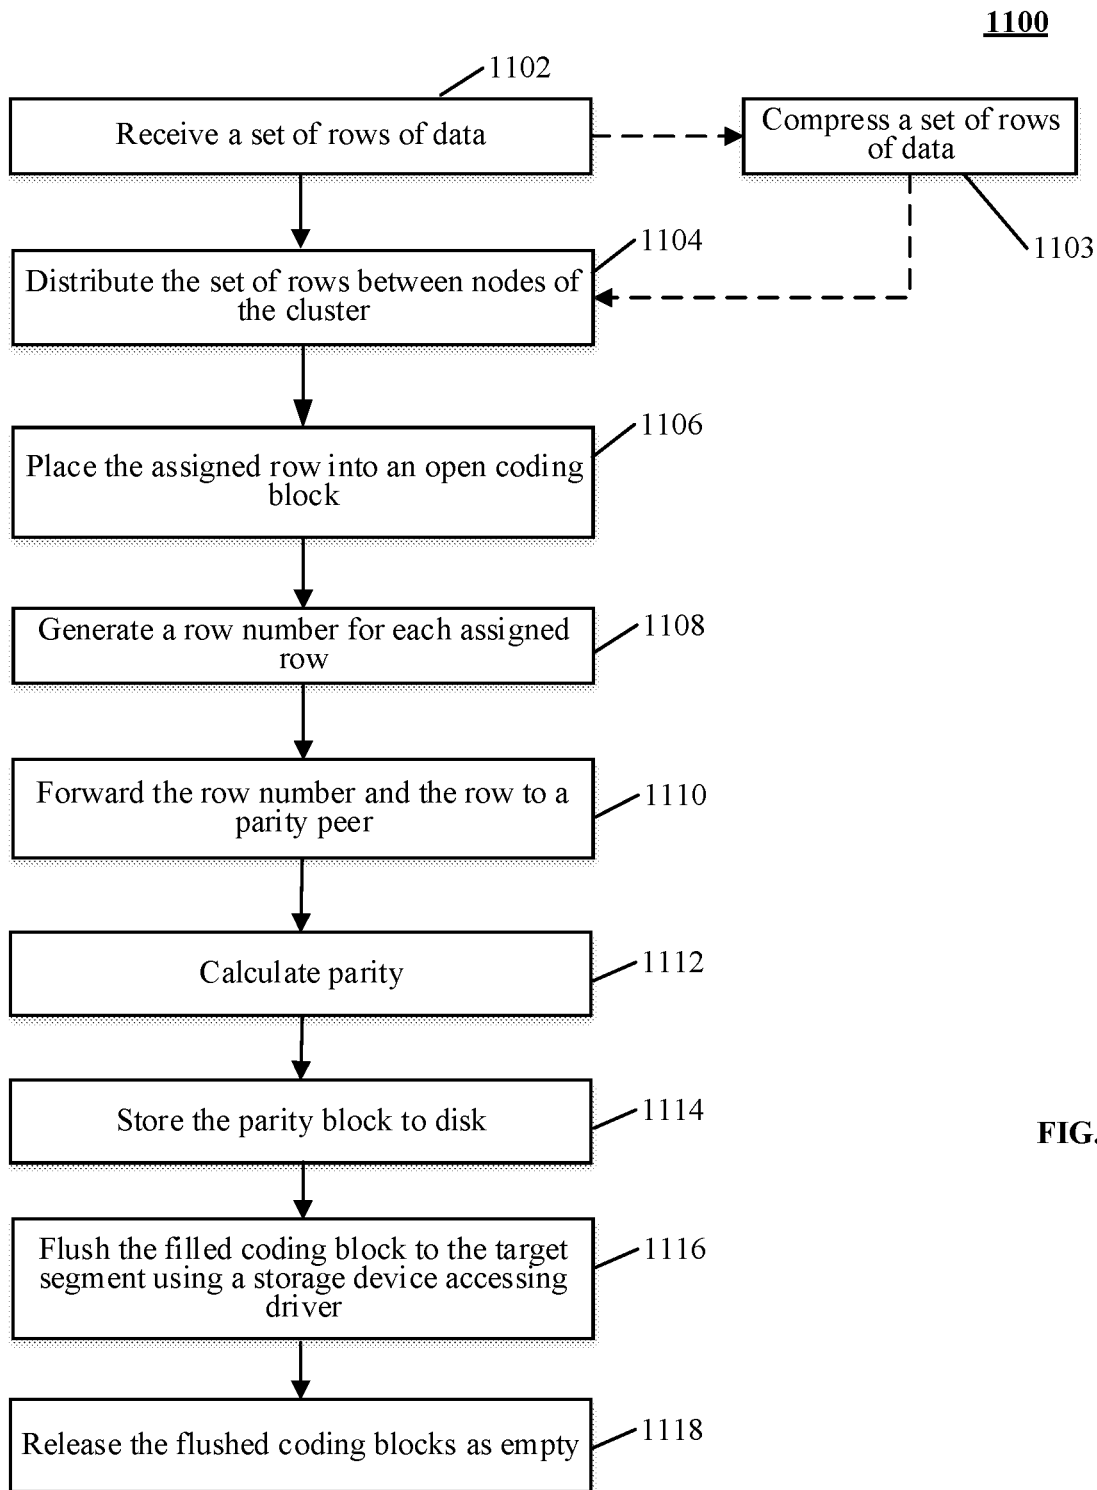 1100
1102
Receive a set of rows of data
Compress a set of rows
of data
1103
1104
Distribute the set of rows between nodes of
the cluster
1106
Place the assigned row into an open coding
block
1108
Generate a row number for each assigned
row
1110
Forward the row number and the row to a
parity peer
1112
Calculate parity
1114
Store the parity block to disk
FIG.
1116
Flush the filled coding block to the target
segment using a storage device accessing
driver
1118
Release the flushed coding blocks as empty